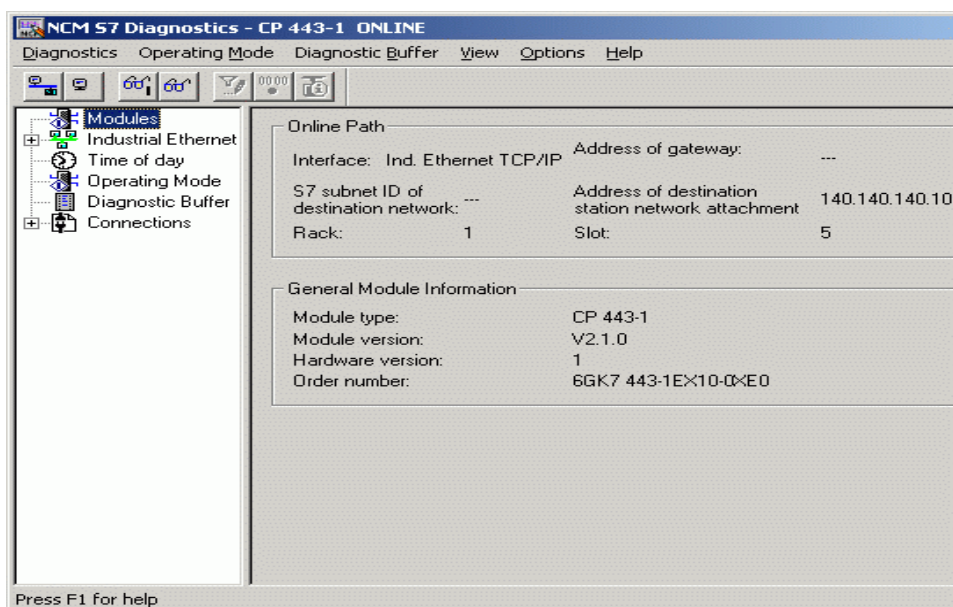 NCM S7 Diagnostics - CP 443-1 ONLINE
Diagnostics Operating Mode Diagnostic Buffer View Options Help
Modules
Industrial Ethernet
Time of day
Operating Mode
Diagnostic Buffer
Connections
Online Path
Interface: Ind. Ethernet TCP/IP
Address of gateway: ---
S7 subnet ID of
destination network: ---
Address of destination
station network attachment 140.140.140.10
Rack: 1
Slot: 5
General Module Information
Module type: CP 443-1
Module version: V2.1.0
Hardware version: 1
Order number: 6GK7 443-1EX10-0XE0
Press F1 for help